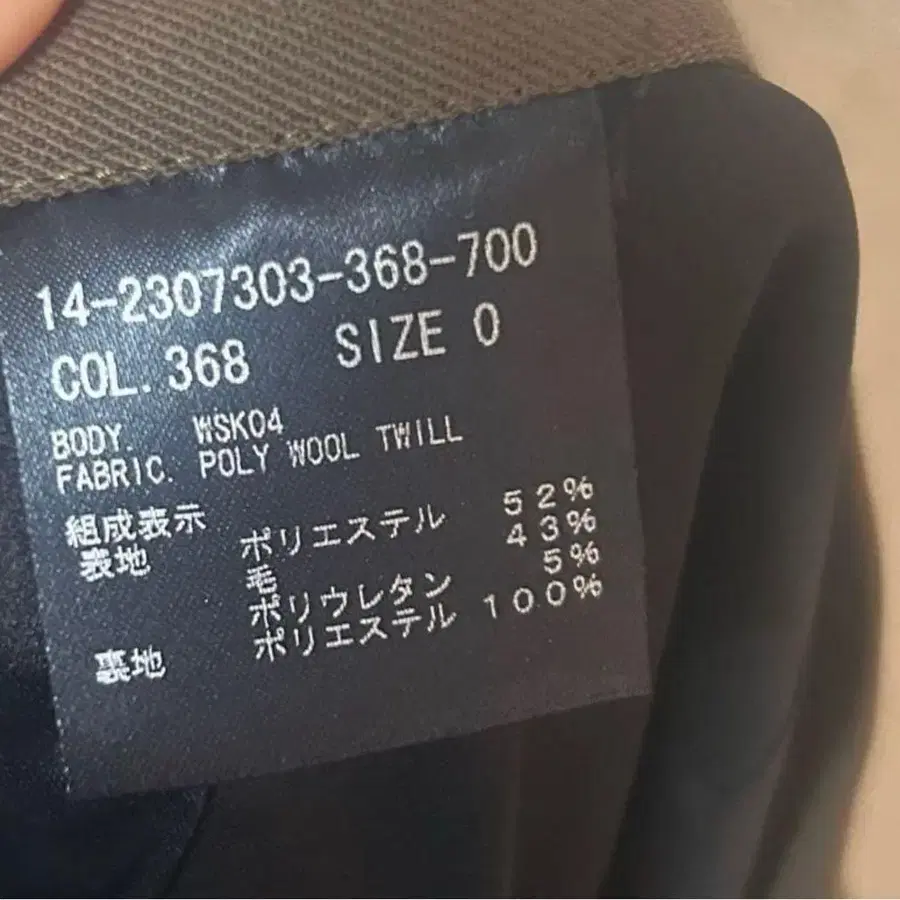 14-2307303-368-700
COL. 368 SIZE 0
BODY. WSK04
FABRIC. POLY WOOL TWILL
組成表示
表地 ポリエステル 52%
毛 43%
ポリウレタン 5%
裏地 ポリエステル 100%